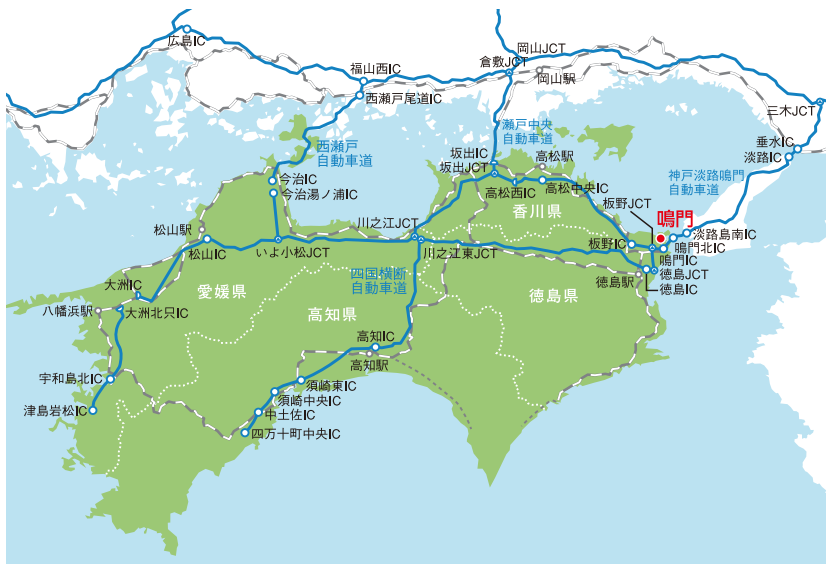 広島IC
福山西IC
西瀬戸尾道IC
岡山JCT
倉敷JCT
岡山駅
三木JCT
垂水IC
淡路IC
西瀬戸
自動車道
瀬戸中央
自動車道
神戸淡路鳴門
自動車道
坂出IC
坂出JCT
高松駅
高松西IC
高松中央IC
香川県
板野JCT
鳴門
淡路島南IC
鳴門北IC
鳴門IC
板野IC
徳島JCT
徳島駅
徳島IC
今治IC
今治湯ノ浦IC
川之江JCT
松山駅
松山IC
いよ小松JCT
川之江東JCT
四国横断
自動車道
大洲IC
愛媛県
徳島県
八幡浜駅
大洲北只IC
高知県
高知IC
高知駅
宇和島北IC
須崎東IC
須崎中央IC
津島岩松IC
中土佐IC
四万十町中央IC